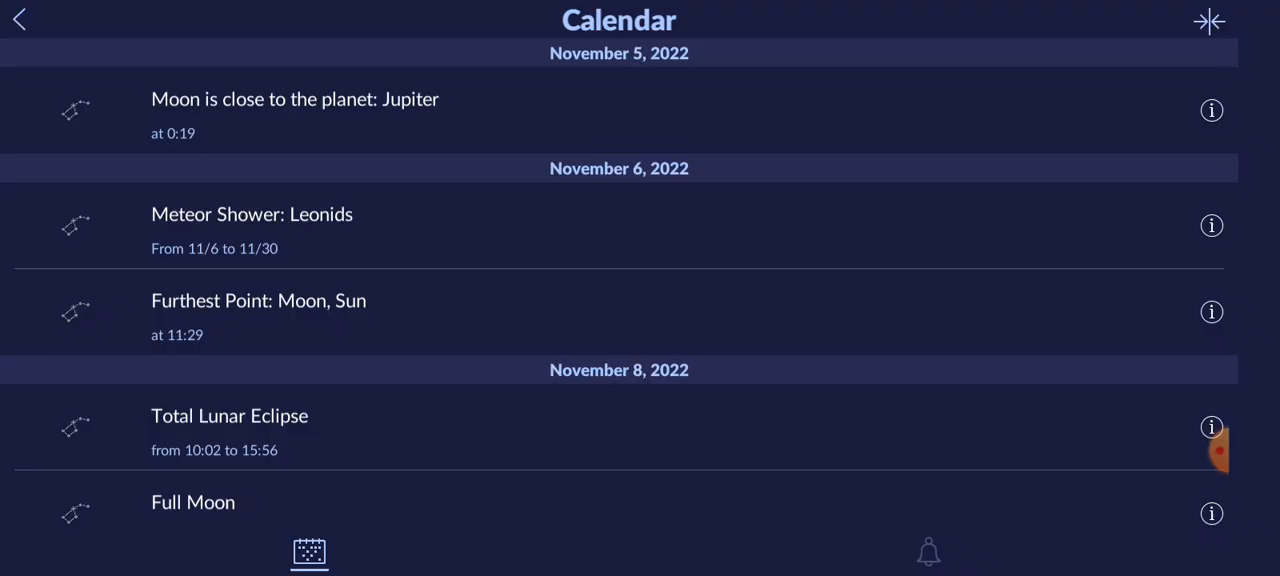 Calendar
November 5, 2022
Moon is close to the planet: Jupiter
at 0:19
November 6, 2022
Meteor Shower: Leonids
From 11/6 to 11/30
Furthest Point: Moon, Sun
at 11:29
November 8, 2022
Total Lunar Eclipse
from 10:02 to 15:56
Full Moon